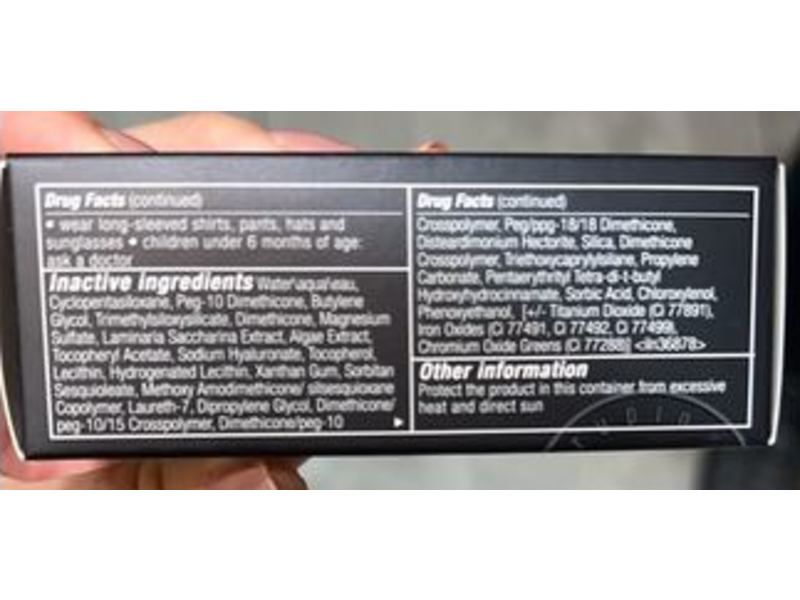 Drug Facts (continued)
• wear long-sleeved shirts, pants, hats and
sunglasses • children under 6 months of age:
ask a doctor
Inactive ingredients Water\aqua\eau,
Cyclopentasiloxane, Peg-10 Dimethicone, Butylene
Glycol, Trimethylsiloxysilicate, Dimethicone, Magnesium
Sulfate, Laminaria Saccharina Extract, Algae Extract,
Tocopheryl Acetate, Sodium Hyaluronate, Tocopherol,
Lecithin, Hydrogenated Lecithin, Xanthan Gum, Sorbitan
Sesquioleate, Methoxy Amodimethicone/ silsesquioxane
Copolymer, Laureth-7, Dipropylene Glycol, Dimethicone/
peg-10/15 Crosspolymer, Dimethicone/peg-10
Drug Facts (continued)
Crosspolymer, Peg/ppg-18/18 Dimethicone,
Disteardimonium Hectorite, Silica, Dimethicone
Crosspolymer, Triethoxycaprylylsilane, Propylene
Carbonate, Pentaerythrityl Tetra-di-t-butyl
Hydroxyhydrocinnamate, Sorbic Acid, Chloroxylenol,
Phenoxyethanol, [+/- Titanium Dioxide (Ci 77891),
Iron Oxides (Ci 77491, Ci 77492, Ci 77499),
Chromium Oxide Greens (Ci 77288)] <iln36878>
Other information
Protect the product in this container from excessive
heat and direct sun